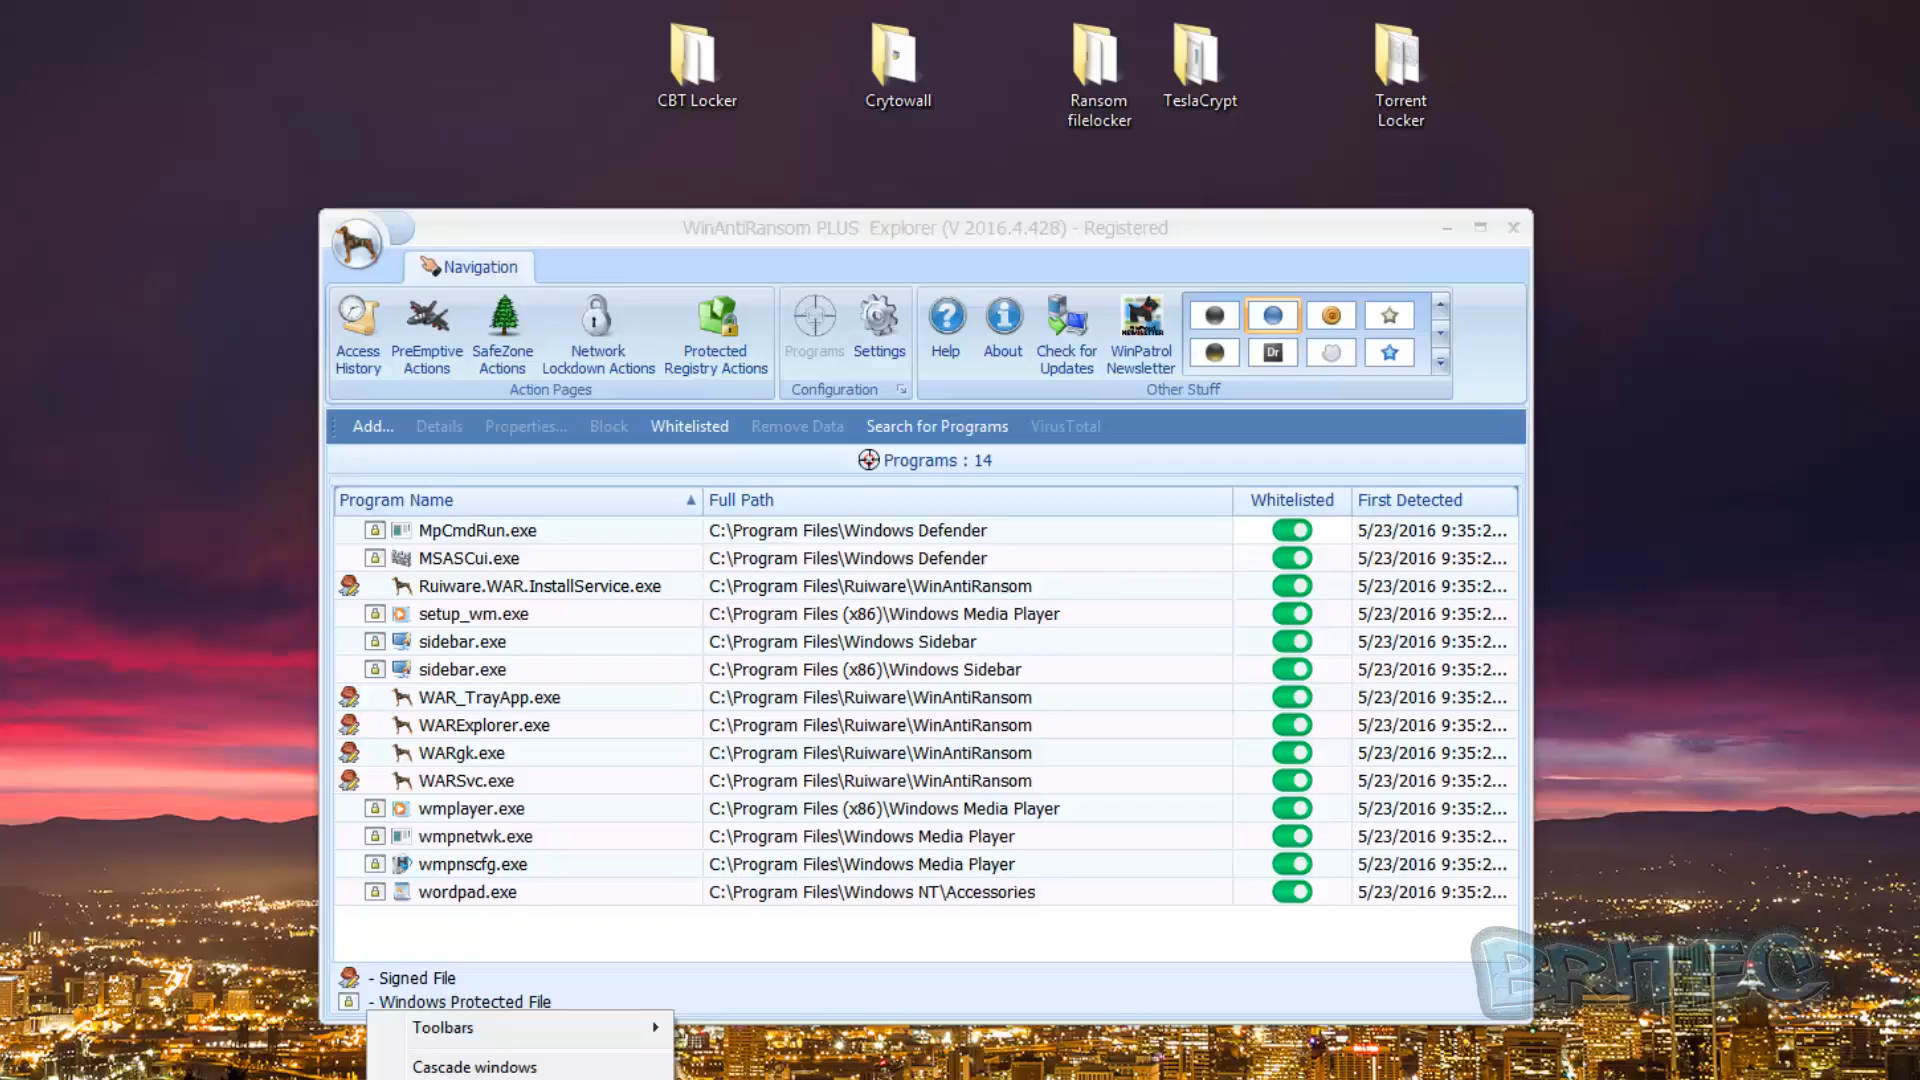 CBT Locker
Crytowall
Ransom
filelocker
TeslaCrypt
Torrent
Locker
WinAntiRansom PLUS Explorer (V 2016.4.428) - Registered
Navigation
Access
History
PreEmptive
Actions
SafeZone
Actions
Network
Lockdown Actions
Protected
Registry Actions
Programs
Settings
Help
About
Check for
Updates
WinPatrol
Newsletter
Dr
Action Pages
Configuration
Other Stuff
Add... Details Properties... Block Whitelisted Remove Data Search for Programs VirusTotal
Programs : 14
Program Name Full Path Whitelisted First Detected
MpCmdRun.exe C:\Program Files\Windows Defender 5/23/2016 9:35:2...
MSASCui.exe C:\Program Files\Windows Defender 5/23/2016 9:35:2...
Ruiware.WAR.InstallService.exe C:\Program Files\Ruiware\WinAntiRansom 5/23/2016 9:35:2...
setup_wm.exe C:\Program Files (x86)\Windows Media Player 5/23/2016 9:35:2...
sidebar.exe C:\Program Files\Windows Sidebar 5/23/2016 9:35:2...
sidebar.exe C:\Program Files (x86)\Windows Sidebar 5/23/2016 9:35:2...
WAR_TrayApp.exe C:\Program Files\Ruiware\WinAntiRansom 5/23/2016 9:35:2...
WARExplorer.exe C:\Program Files\Ruiware\WinAntiRansom 5/23/2016 9:35:2...
WARgk.exe C:\Program Files\Ruiware\WinAntiRansom 5/23/2016 9:35:2...
WARSvc.exe C:\Program Files\Ruiware\WinAntiRansom 5/23/2016 9:35:2...
wmplayer.exe C:\Program Files (x86)\Windows Media Player 5/23/2016 9:35:2...
wmpnetwk.exe C:\Program Files\Windows Media Player 5/23/2016 9:35:2...
wmpnscfg.exe C:\Program Files\Windows Media Player 5/23/2016 9:35:2...
wordpad.exe C:\Program Files\Windows NT\Accessories 5/23/2016 9:35:2...
- Signed File
- Windows Protected File
Toolbars
Cascade windows
BRITEC